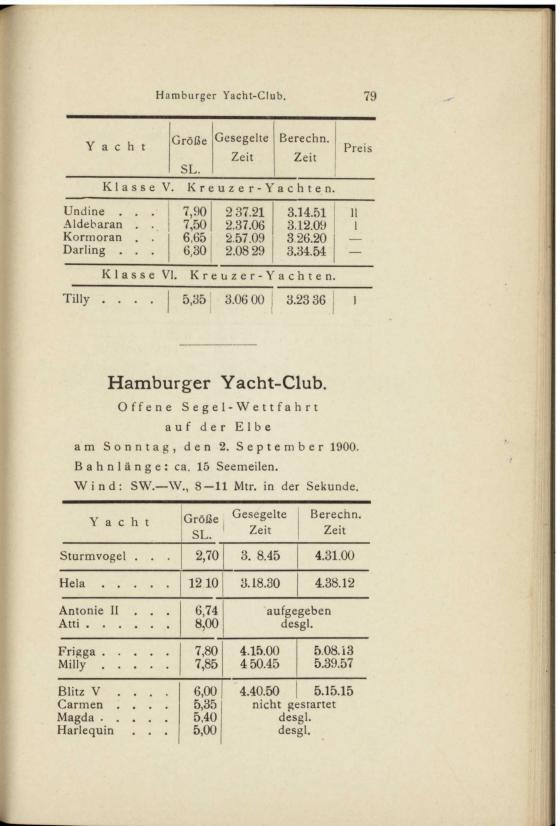 Hamburger Yacht-Club. 79
Yacht Größe SL. Gesegelte Zeit Berechn. Zeit Preis
Klasse V. Kreuzer-Yachten.
Undine . . . 7,90 2 37.21 3.14.51 II
Aldebaran . . 7,50 2.37.06 3.12.09 I
Kormoran . . 6,65 2.57.09 3 26.20 —
Darling . . . 6,30 2.08 29 3.34.54 —
Klasse VI. Kreuzer-Yachten.
Tilly . . . . 5,35 3.06 00 3.23 36 I
Hamburger Yacht-Club.
Offene Segel-Wettfahrt
auf der Elbe
am Sonntag, den 2. September 1900.
Bahnlänge: ca. 15 Seemeilen.
Wind: SW.—W., 8—11 Mtr. in der Sekunde.
Yacht Größe SL. Gesegelte Zeit Berechn. Zeit
Sturmvogel . . . 2,70 3. 8.45 4.31.00
Hela . . . . . 12 10 3.18.30 4.38.12
Antonie II . . . 6,74 aufgegeben
Atti . . . . . . 8,00 desgl.
Frigga . . . . . 7,80 4.15.00 5.08.13
Milly . . . . . 7,85 4 50.45 5.39.57
Blitz V . . . . 6,00 4.40.50 5.15.15
Carmen . . . . 5,35 nicht gestartet
Magda . . . . . 5,40 desgl.
Harlequin . . . 5,00 desgl.